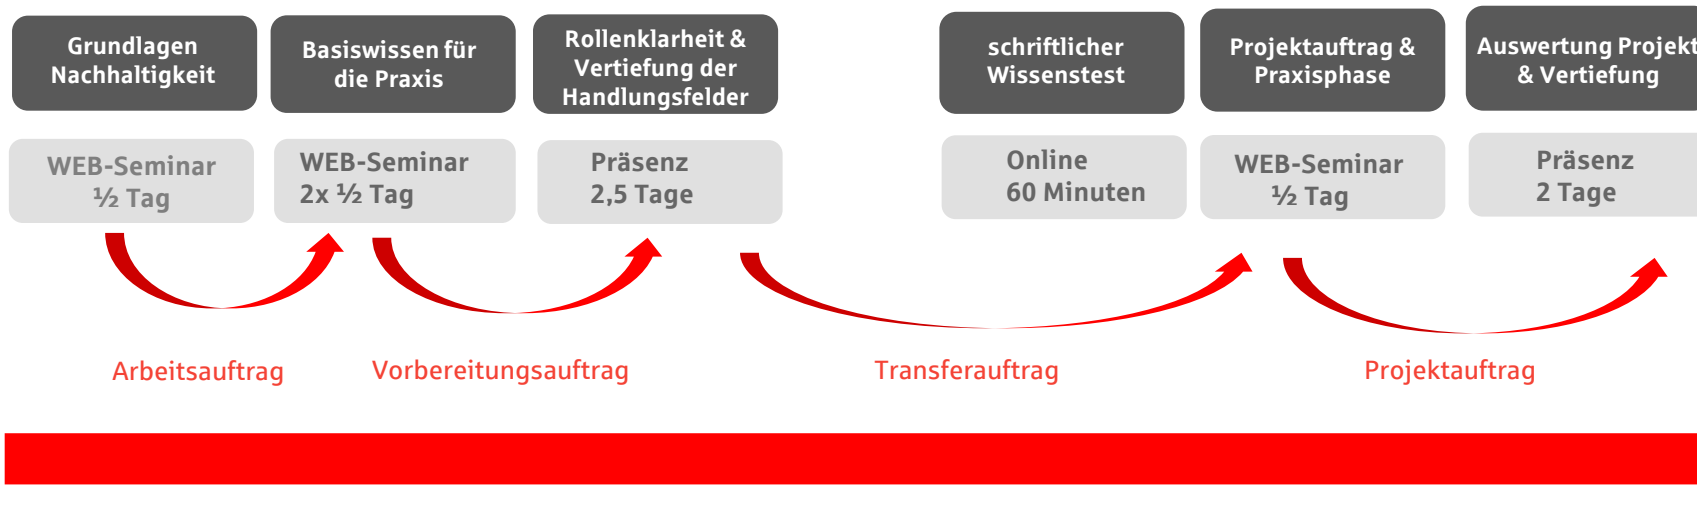 Grundlagen
Nachhaltigkeit
Basiswissen für
die Praxis
Rollenklarheit &
Vertiefung der
Handlungsfelder
schriftlicher
Wissenstest
Projektauftrag &
Praxisphase
Auswertung Projekt
& Vertiefung
WEB-Seminar
½ Tag
WEB-Seminar
2x ½ Tag
Präsenz
2,5 Tage
Online
60 Minuten
WEB-Seminar
½ Tag
Präsenz
2 Tage
Arbeitsauftrag
Vorbereitungsauftrag
Transferauftrag
Projektauftrag